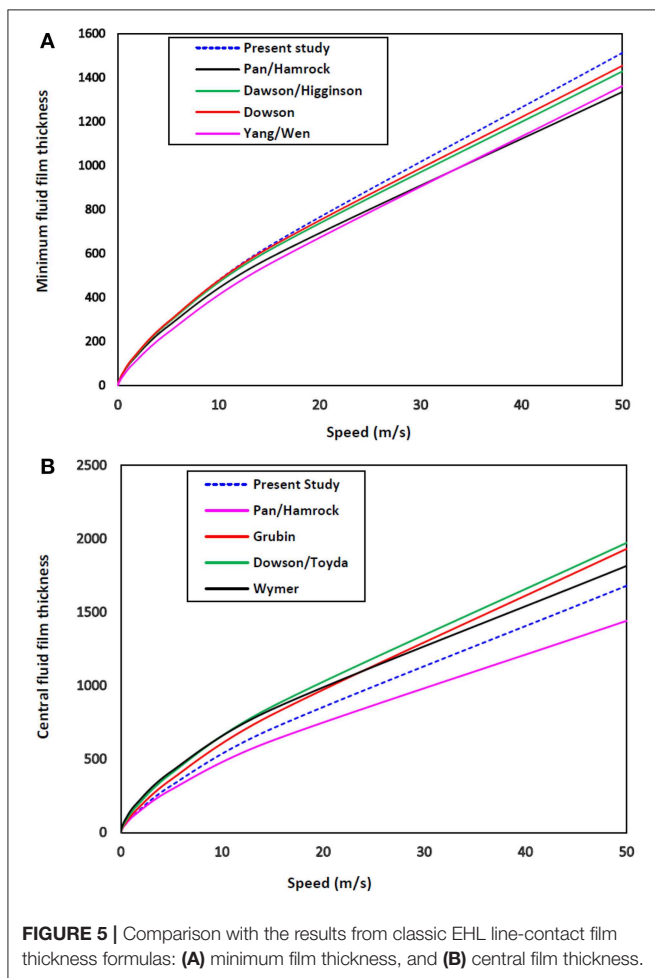 A
1600
1400
1200
1000
800
600
400
200
0
Minimum fluid film thickness
Present study
Pan/Hamrock
Dawson/Higginson
Dowson
Yang/Wen
0 10 20 30 40 50
Speed (m/s)
B
2500
2000
1500
1000
500
0
Central fluid film thickness
Present Study
Pan/Hamrock
Grubin
Dowson/Toyda
Wymer
0 10 20 30 40 50
Speed (m/s)
FIGURE 5 | Comparison with the results from classic EHL line-contact film
thickness formulas: (A) minimum film thickness, and (B) central film thickness.